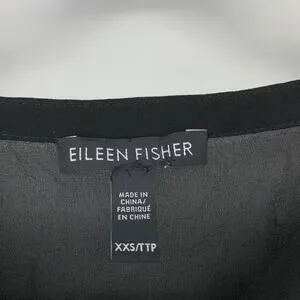 EILEEN FISHER
MADE IN
CHINA/
FABRIQUÉ
EN CHINE
XXS/TTP